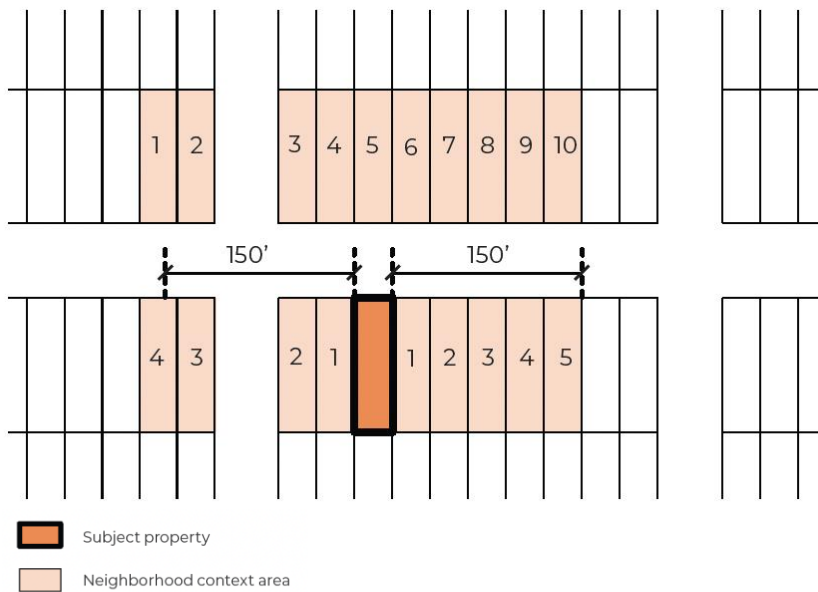 1 2 3 4 5 6 7 8 9 10
150’ 150’
4 3 2 1 1 2 3 4 5
Subject property
Neighborhood context area